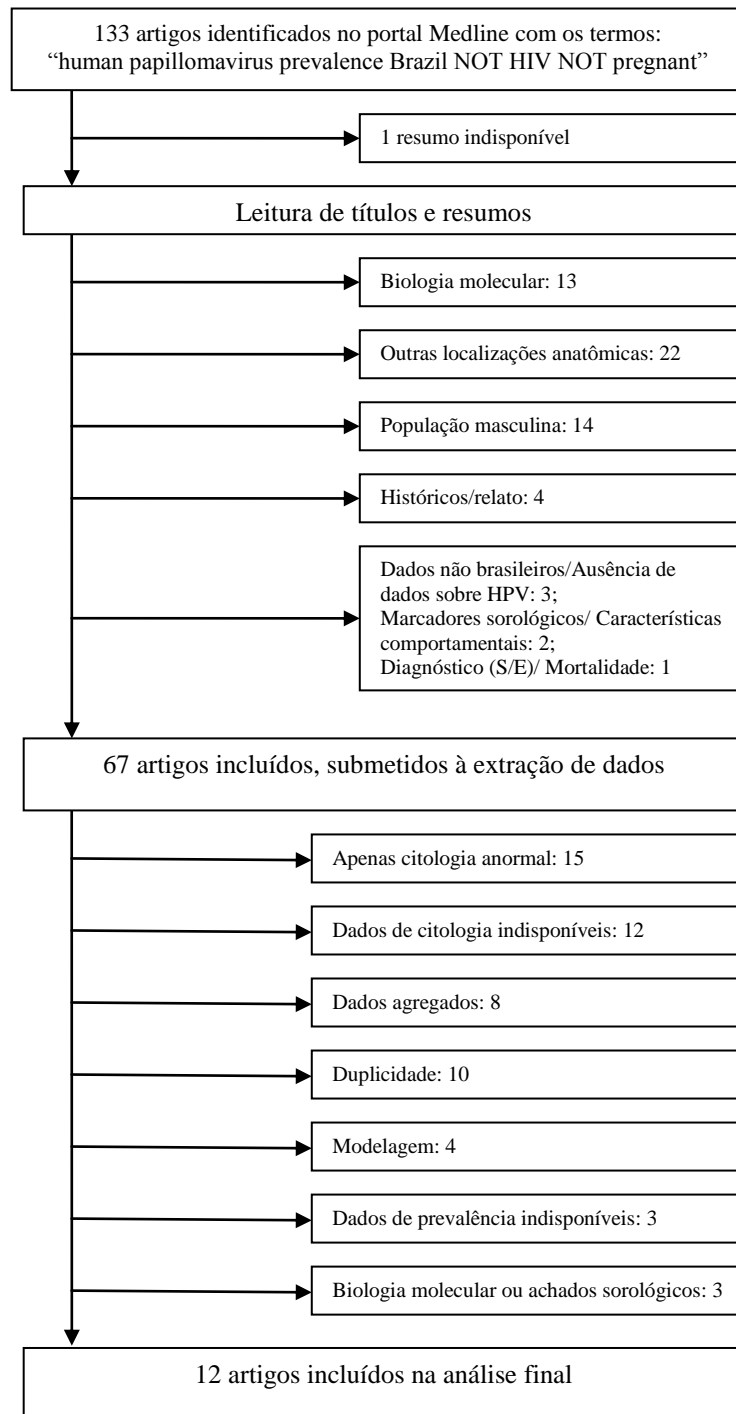 133 artigos identificados no portal Medline com os termos:
“human papillomavirus prevalence Brazil NOT HIV NOT pregnant”
1 resumo indisponível
Leitura de títulos e resumos
Biologia molecular: 13
Outras localizações anatômicas: 22
População masculina: 14
Históricos/relato: 4
Dados não brasileiros/Ausência de
dados sobre HPV: 3;
Marcadores sorológicos/ Características
comportamentais: 2;
Diagnóstico (S/E)/ Mortalidade: 1
67 artigos incluídos, submetidos à extração de dados
Apenas citologia anormal: 15
Dados de citologia indisponíveis: 12
Dados agregados: 8
Duplicidade: 10
Modelagem: 4
Dados de prevalência indisponíveis: 3
Biologia molecular ou achados sorológicos: 3
12 artigos incluídos na análise final